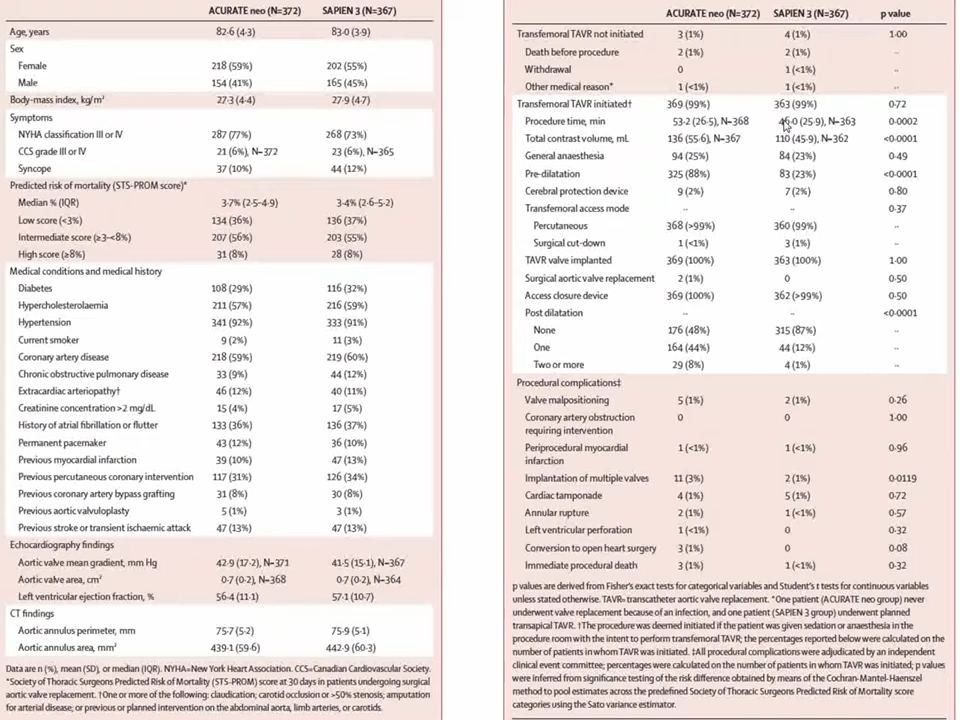 ACURATE neo (N=372) SAPIEN 3 (N=367)
Age, years 82·6 (4·3) 83·0 (3·9)
Sex
Female 218 (59%) 202 (55%)
Male 154 (41%) 165 (45%)
Body-mass index, kg/m² 27·3 (4·4) 27·9 (4·7)
Symptoms
NYHA classification III or IV 287 (77%) 268 (73%)
CCS grade III or IV 21 (6%), N=372 23 (6%), N=365
Syncope 37 (10%) 44 (12%)
Predicted risk of mortality (STS-PROM score)*
Median % (IQR) 3·7% (2·5–4·9) 3·4% (2·6–5·2)
Low score (<3%) 134 (36%) 136 (37%)
Intermediate score (≥3–<8%) 207 (56%) 203 (55%)
High score (≥8%) 31 (8%) 28 (8%)
Medical conditions and medical history
Diabetes 108 (29%) 116 (32%)
Hypercholesterolaemia 211 (57%) 216 (59%)
Hypertension 341 (92%) 333 (91%)
Current smoker 9 (2%) 11 (3%)
Coronary artery disease 218 (59%) 219 (60%)
Chronic obstructive pulmonary disease 33 (9%) 44 (12%)
Extracardiac arteriopathy† 46 (12%) 40 (11%)
Creatinine concentration >2 mg/dL 15 (4%) 17 (5%)
History of atrial fibrillation or flutter 133 (36%) 136 (37%)
Permanent pacemaker 43 (12%) 36 (10%)
Previous myocardial infarction 39 (10%) 47 (13%)
Previous percutaneous coronary intervention 117 (31%) 126 (34%)
Previous coronary artery bypass grafting 31 (8%) 30 (8%)
Previous aortic valvuloplasty 5 (1%) 3 (1%)
Previous stroke or transient ischaemic attack 47 (13%) 47 (13%)
Echocardiography findings
Aortic valve mean gradient, mm Hg 42·9 (17·2), N=371 41·5 (15·1), N=367
Aortic valve area, cm² 0·7 (0·2), N=368 0·7 (0·2), N=364
Left ventricular ejection fraction, % 56·4 (11·1) 57·1 (10·7)
CT findings
Aortic annulus perimeter, mm 75·7 (5·2) 75·9 (5·1)
Aortic annulus area, mm² 439·1 (59·6) 442·9 (60·3)
Data are n (%), mean (SD), or median (IQR). NYHA=New York Heart Association. CCS=Canadian Cardiovascular Society.
*Society of Thoracic Surgeons Predicted Risk of Mortality (STS-PROM) score at 30 days in patients undergoing surgical
aortic valve replacement. †One or more of the following: claudication; carotid occlusion or >50% stenosis; amputation
for arterial disease; or previous or planned intervention on the abdominal aorta, limb arteries, or carotids.
ACURATE neo (N=372) SAPIEN 3 (N=367) p value
Transfemoral TAVR not initiated 3 (1%) 4 (1%) 1·00
Death before procedure 2 (1%) 2 (1%) ··
Withdrawal 0 1 (<1%) ··
Other medical reason* 1 (<1%) 1 (<1%) ··
Transfemoral TAVR initiated† 369 (99%) 363 (99%) 0·72
Procedure time, min 53·2 (26·5), N=368 46·0 (25·9), N=363 0·0002
Total contrast volume, mL 136 (55·6), N=367 110 (45·9), N=362 <0·0001
General anaesthesia 94 (25%) 84 (23%) 0·49
Pre-dilatation 325 (88%) 83 (23%) <0·0001
Cerebral protection device 9 (2%) 7 (2%) 0·80
Transfemoral access mode ·· ·· 0·37
Percutaneous 368 (>99%) 360 (99%) ··
Surgical cut-down 1 (<1%) 3 (1%) ··
TAVR valve implanted 369 (100%) 363 (100%) 1·00
Surgical aortic valve replacement 2 (1%) 0 0·50
Access closure device 369 (100%) 362 (>99%) 0·50
Post dilatation ·· ·· <0·0001
None 176 (48%) 315 (87%) ··
One 164 (44%) 44 (12%) ··
Two or more 29 (8%) 4 (1%) ··
Procedural complications‡
Valve malpositioning 5 (1%) 2 (1%) 0·26
Coronary artery obstruction 0 0 1·00
requiring intervention
Periprocedural myocardial 1 (<1%) 1 (<1%) 0·96
infarction
Implantation of multiple valves 11 (3%) 2 (1%) 0·0119
Cardiac tamponade 4 (1%) 5 (1%) 0·72
Annular rupture 2 (1%) 1 (<1%) 0·57
Left ventricular perforation 1 (<1%) 0 0·32
Conversion to open heart surgery 3 (1%) 0 0·08
Immediate procedural death 3 (1%) 1 (<1%) 0·32
p values are derived from Fisher's exact tests for categorical variables and Student's t tests for continuous variables
unless stated otherwise. TAVR=transcatheter aortic valve replacement. *One patient (ACURATE neo group) never
underwent valve replacement because of an infection, and one patient (SAPIEN 3 group) underwent planned
transapical TAVR. †The procedure was deemed initiated if the patient was given sedation or anaesthesia in the
procedure room with the intent to perform transfemoral TAVR; the percentages reported below were calculated on the
number of patients in whom TAVR was initiated. ‡All procedural complications were adjudicated by an independent
clinical event committee; percentages were calculated on the number of patients in whom TAVR was initiated; p values
were inferred from significance testing of the risk difference obtained by means of the Cochran-Mantel-Haenszel
method to pool estimates across the predefined Society of Thoracic Surgeons Predicted Risk of Mortality score
categories using the Sato variance estimator.